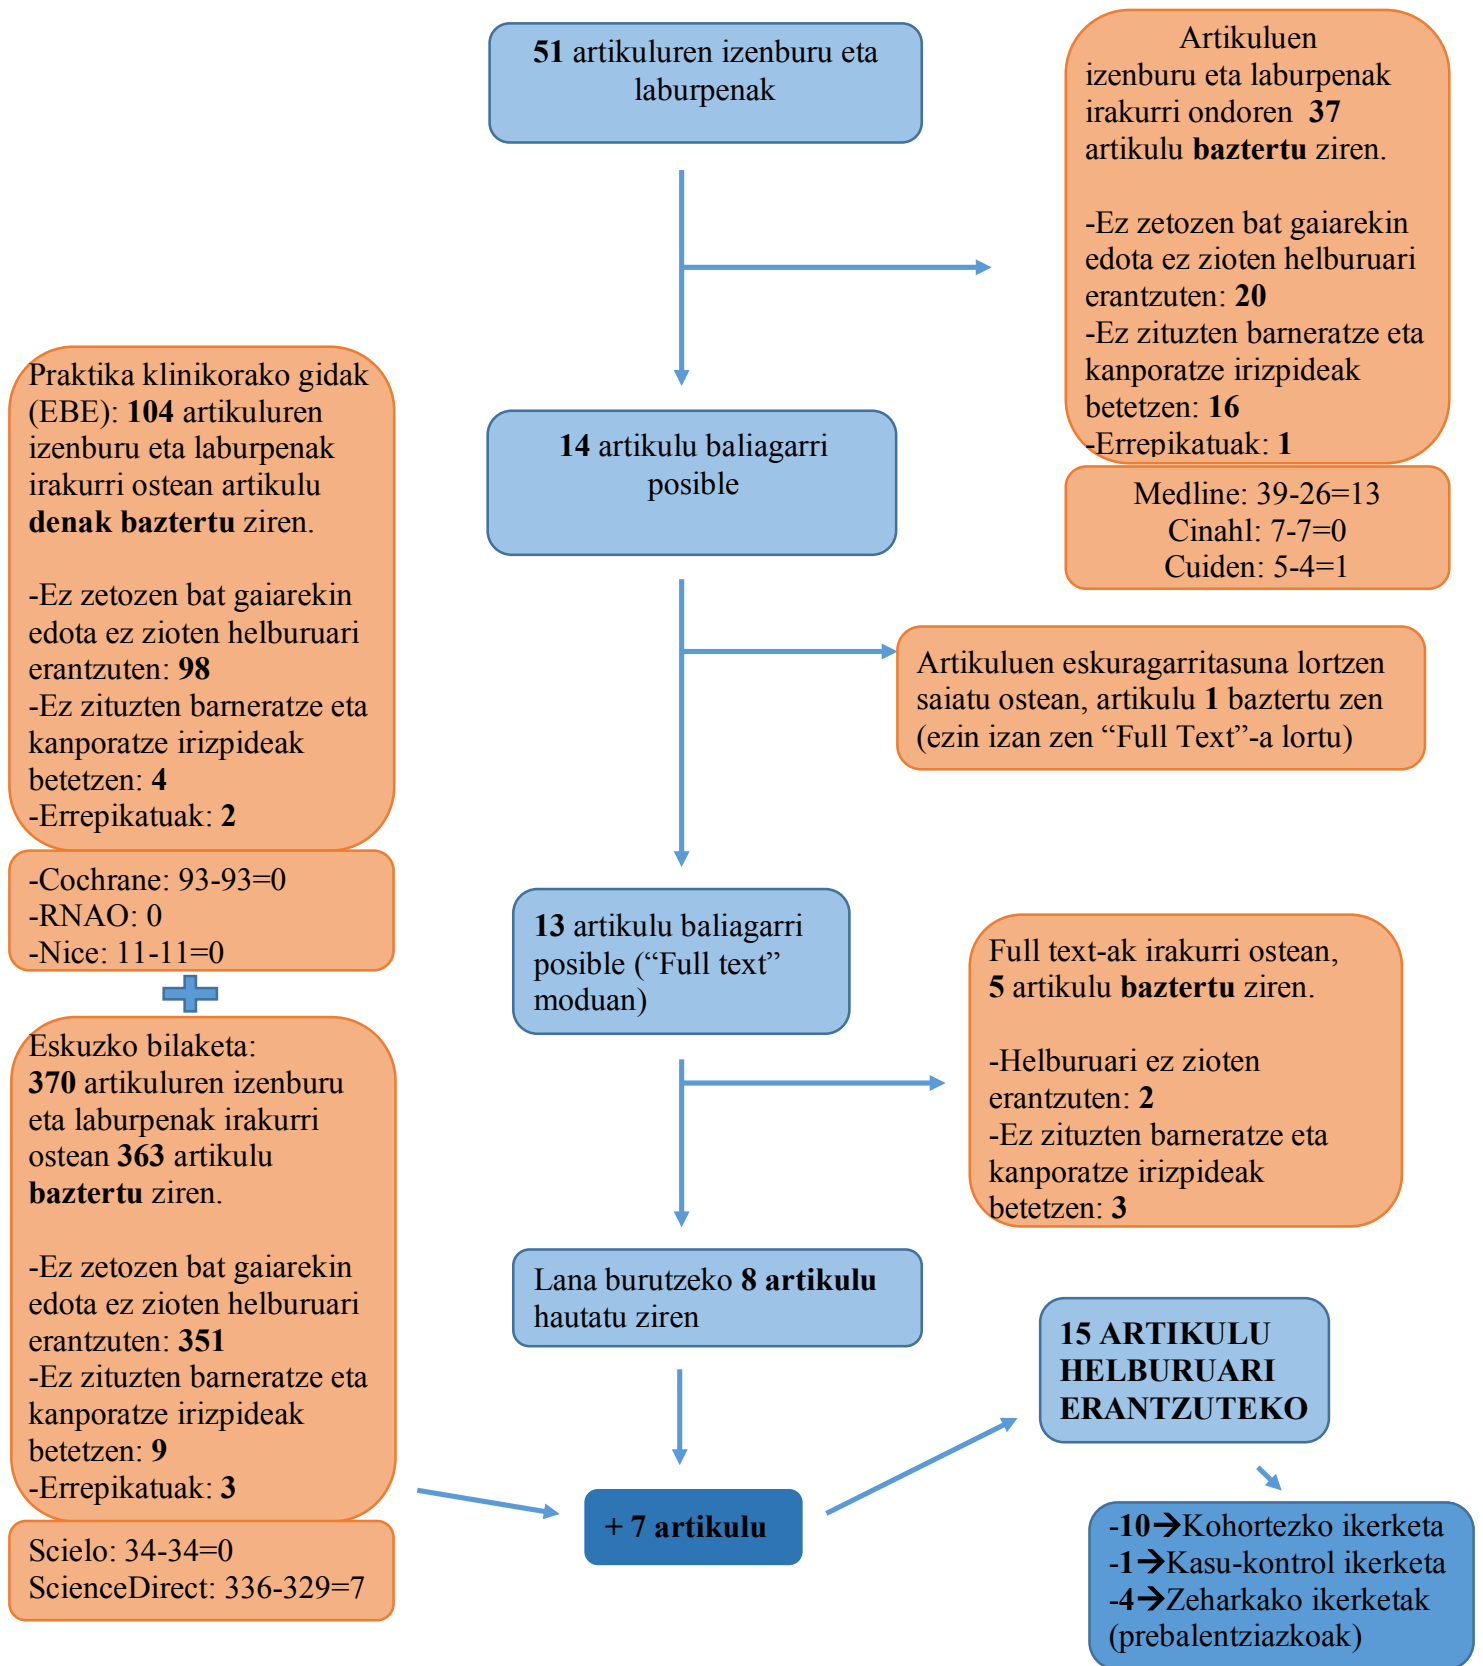 51 artikuluren izenburu eta
laburpenak
Artikuluen
izenburu eta laburpenak
irakurri ondoren 37
artikulu baztertu ziren.
-Ez zetozen bat gaiarekin
edota ez zioten helburuari
erantzuten: 20
-Ez zituzten barneratze eta
kanporatze irizpideak
betetzen: 16
-Errepikatuak: 1
Medline: 39-26=13
Cinahl: 7-7=0
Cuiden: 5-4=1
Praktika klinikorako gidak
(EBE): 104 artikuluren
izenburu eta laburpenak
irakurri ostean artikulu
denak baztertu ziren.
-Ez zetozen bat gaiarekin
edota ez zioten helburuari
erantzuten: 98
-Ez zituzten barneratze eta
kanporatze irizpideak
betetzen: 4
-Errepikatuak: 2
-Cochrane: 93-93=0
-RNAO: 0
-Nice: 11-11=0
14 artikulu baliagarri
posible
Artikuluen eskuragarritasuna lortzen
saiatu ostean, artikulu 1 baztertu zen
(ezin izan zen “Full Text”-a lortu)
13 artikulu baliagarri
posible (“Full text”
moduan)
Full text-ak irakurri ostean,
5 artikulu baztertu ziren.
-Helburuari ez zioten
erantzuten: 2
-Ez zituzten barneratze eta
kanporatze irizpideak
betetzen: 3
Eskuzko bilaketa:
370 artikuluren izenburu
eta laburpenak irakurri
ostean 363 artikulu
baztertu ziren.
-Ez zetozen bat gaiarekin
edota ez zioten helburuari
erantzuten: 351
-Ez zituzten barneratze eta
kanporatze irizpideak
betetzen: 9
-Errepikatuak: 3
Scielo: 34-34=0
ScienceDirect: 336-329=7
Lana burutzeko 8 artikulu
hautatu ziren
+ 7 artikulu
15 ARTIKULU
HELBURUARI
ERANTZUTEKO
-10→Kohortezko ikerketa
-1→Kasu-kontrol ikerketa
-4→Zeharkako ikerketak
(prebalentziazkoak)